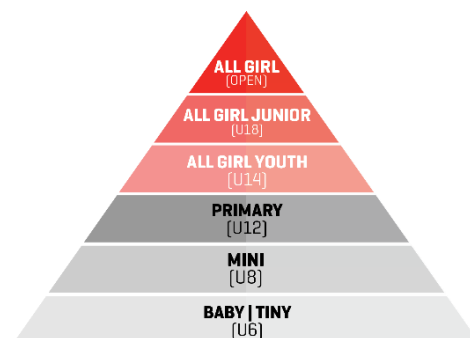 ALL GIRL
(OPEN)
ALL GIRL JUNIOR
(U18)
ALL GIRL YOUTH
(U14)
PRIMARY
(U12)
MINI
(U8)
BABY | TINY
(U6)